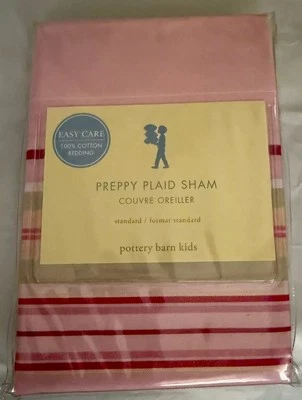 EASY CARE
100% COTTON
BEDDING
PREPPY PLAID SHAM
COUVRE OREILLER
standard / format standard
pottery barn kids